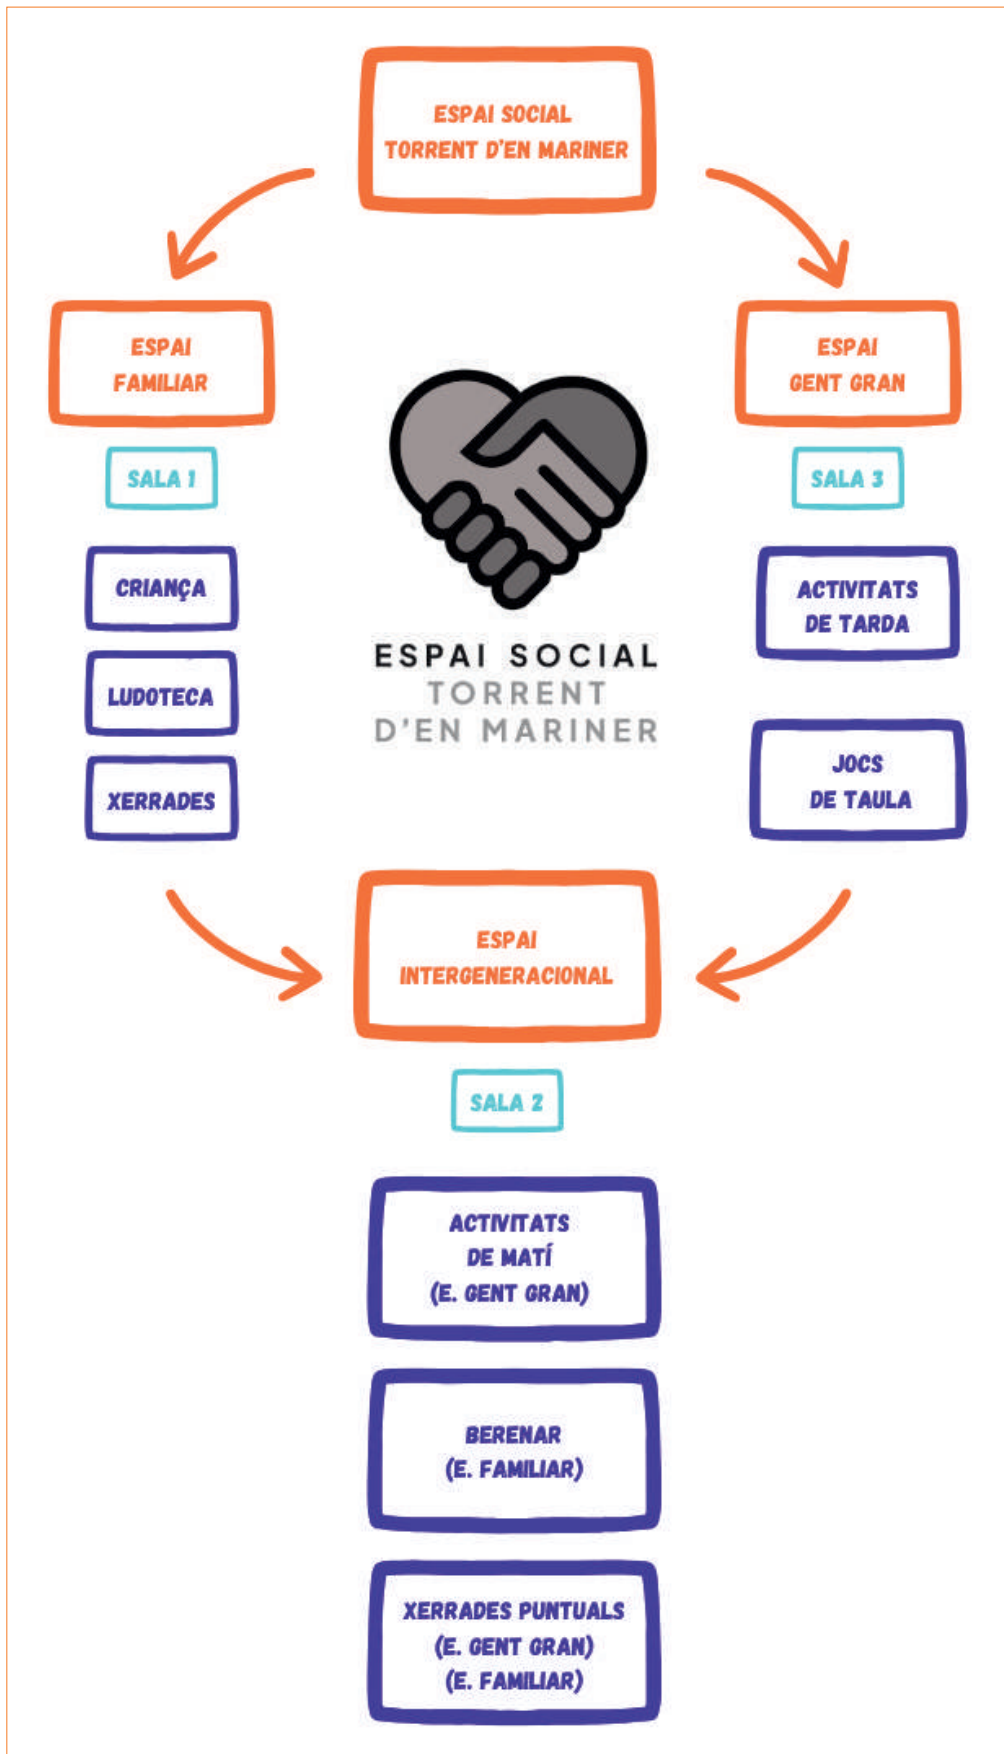 ESPAI SOCIAL
TORRENT D'EN MARINER
ESPAI
FAMILIAR
SALA 1
CRIANÇA
LUDOTECA
XERRADES
ESPAI
GENT GRAN
SALA 3
ACTIVITATS
DE TARDA
JOCS
DE TAULA
ESPAI SOCIAL
TORRENT
D'EN MARINER
ESPAI
INTERGENERACIONAL
SALA 2
ACTIVITATS
DE MATÍ
(E. GENT GRAN)
BERENAR
(E. FAMILIAR)
XERRADES PUNTUALS
(E. GENT GRAN)
(E. FAMILIAR)